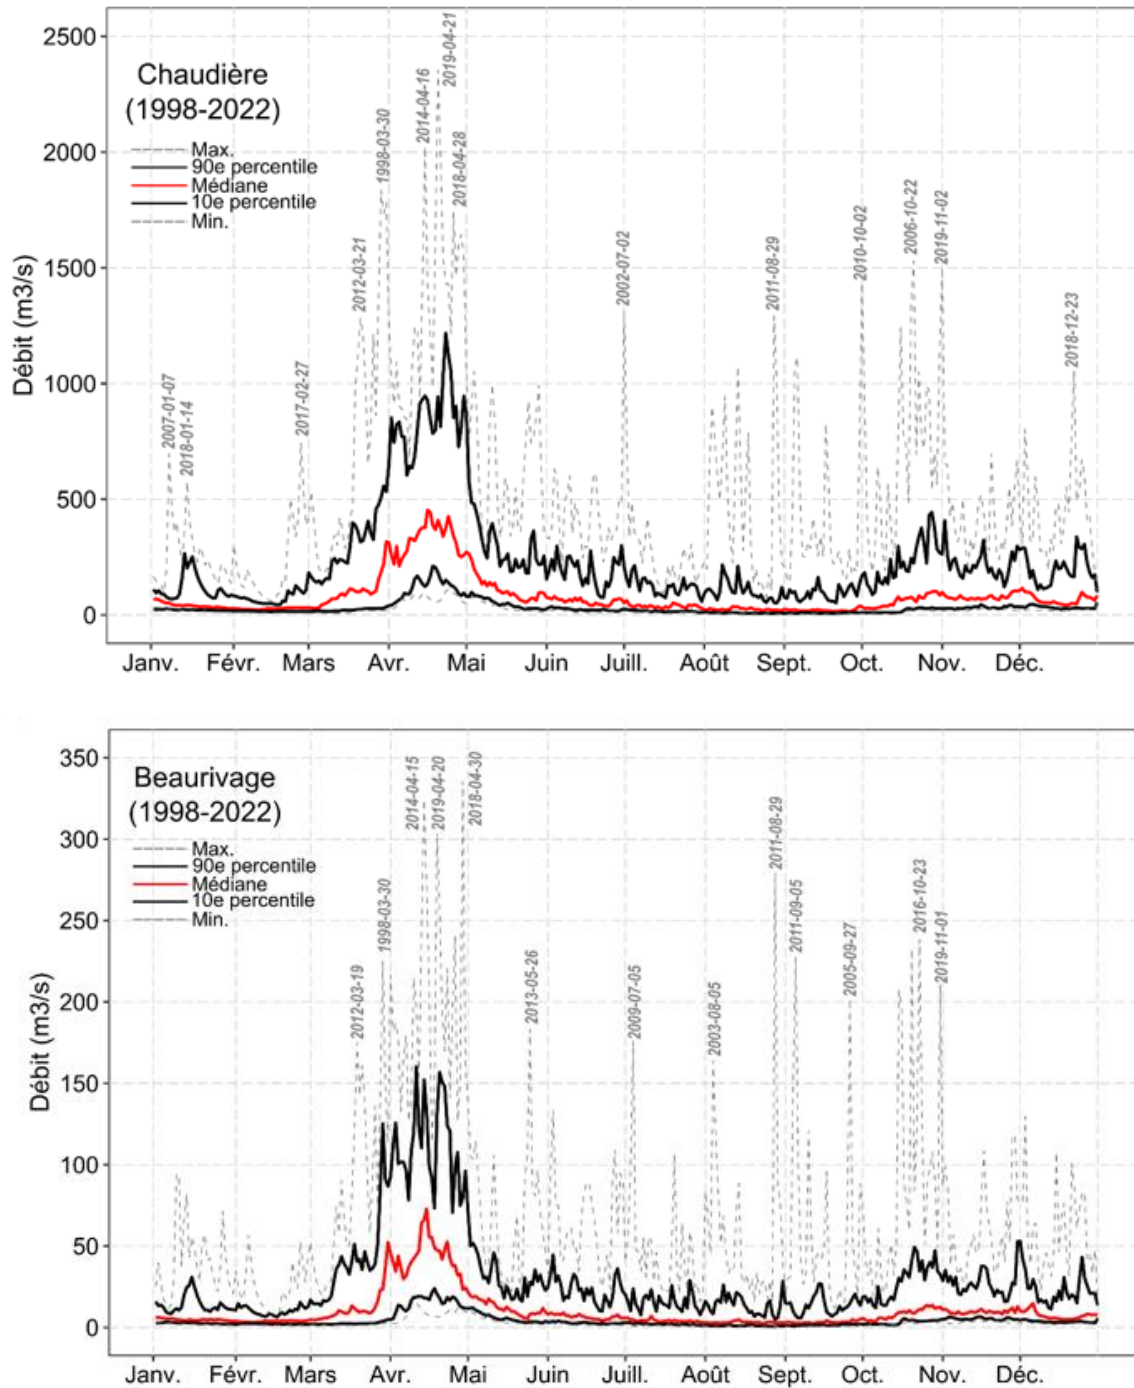 2500
2000
1500
1000
500
0
Débit (m3/s)
Chaudière
(1998-2022)
Max.
90e percentile
Médiane
10e percentile
Min.
2007-01-07
2018-01-14
2017-02-27
2012-03-21
1998-03-30
2014-04-16
2019-04-21
2018-04-28
2002-07-02
2011-08-29
2010-10-02
2006-10-22
2019-11-02
2018-12-23
Janv. Févr. Mars Avr. Mai Juin Juill. Août Sept. Oct. Nov. Déc.
350
300
250
200
150
100
50
0
Débit (m3/s)
Beaurivage
(1998-2022)
Max.
90e percentile
Médiane
10e percentile
Min.
2012-03-19
1998-03-30
2014-04-15
2019-04-20
2018-04-30
2013-05-26
2009-07-05
2003-08-05
2011-08-29
2011-09-05
2005-09-27
2016-10-23
2019-11-01
Janv. Févr. Mars Avr. Mai Juin Juill. Août Sept. Oct. Nov. Déc.